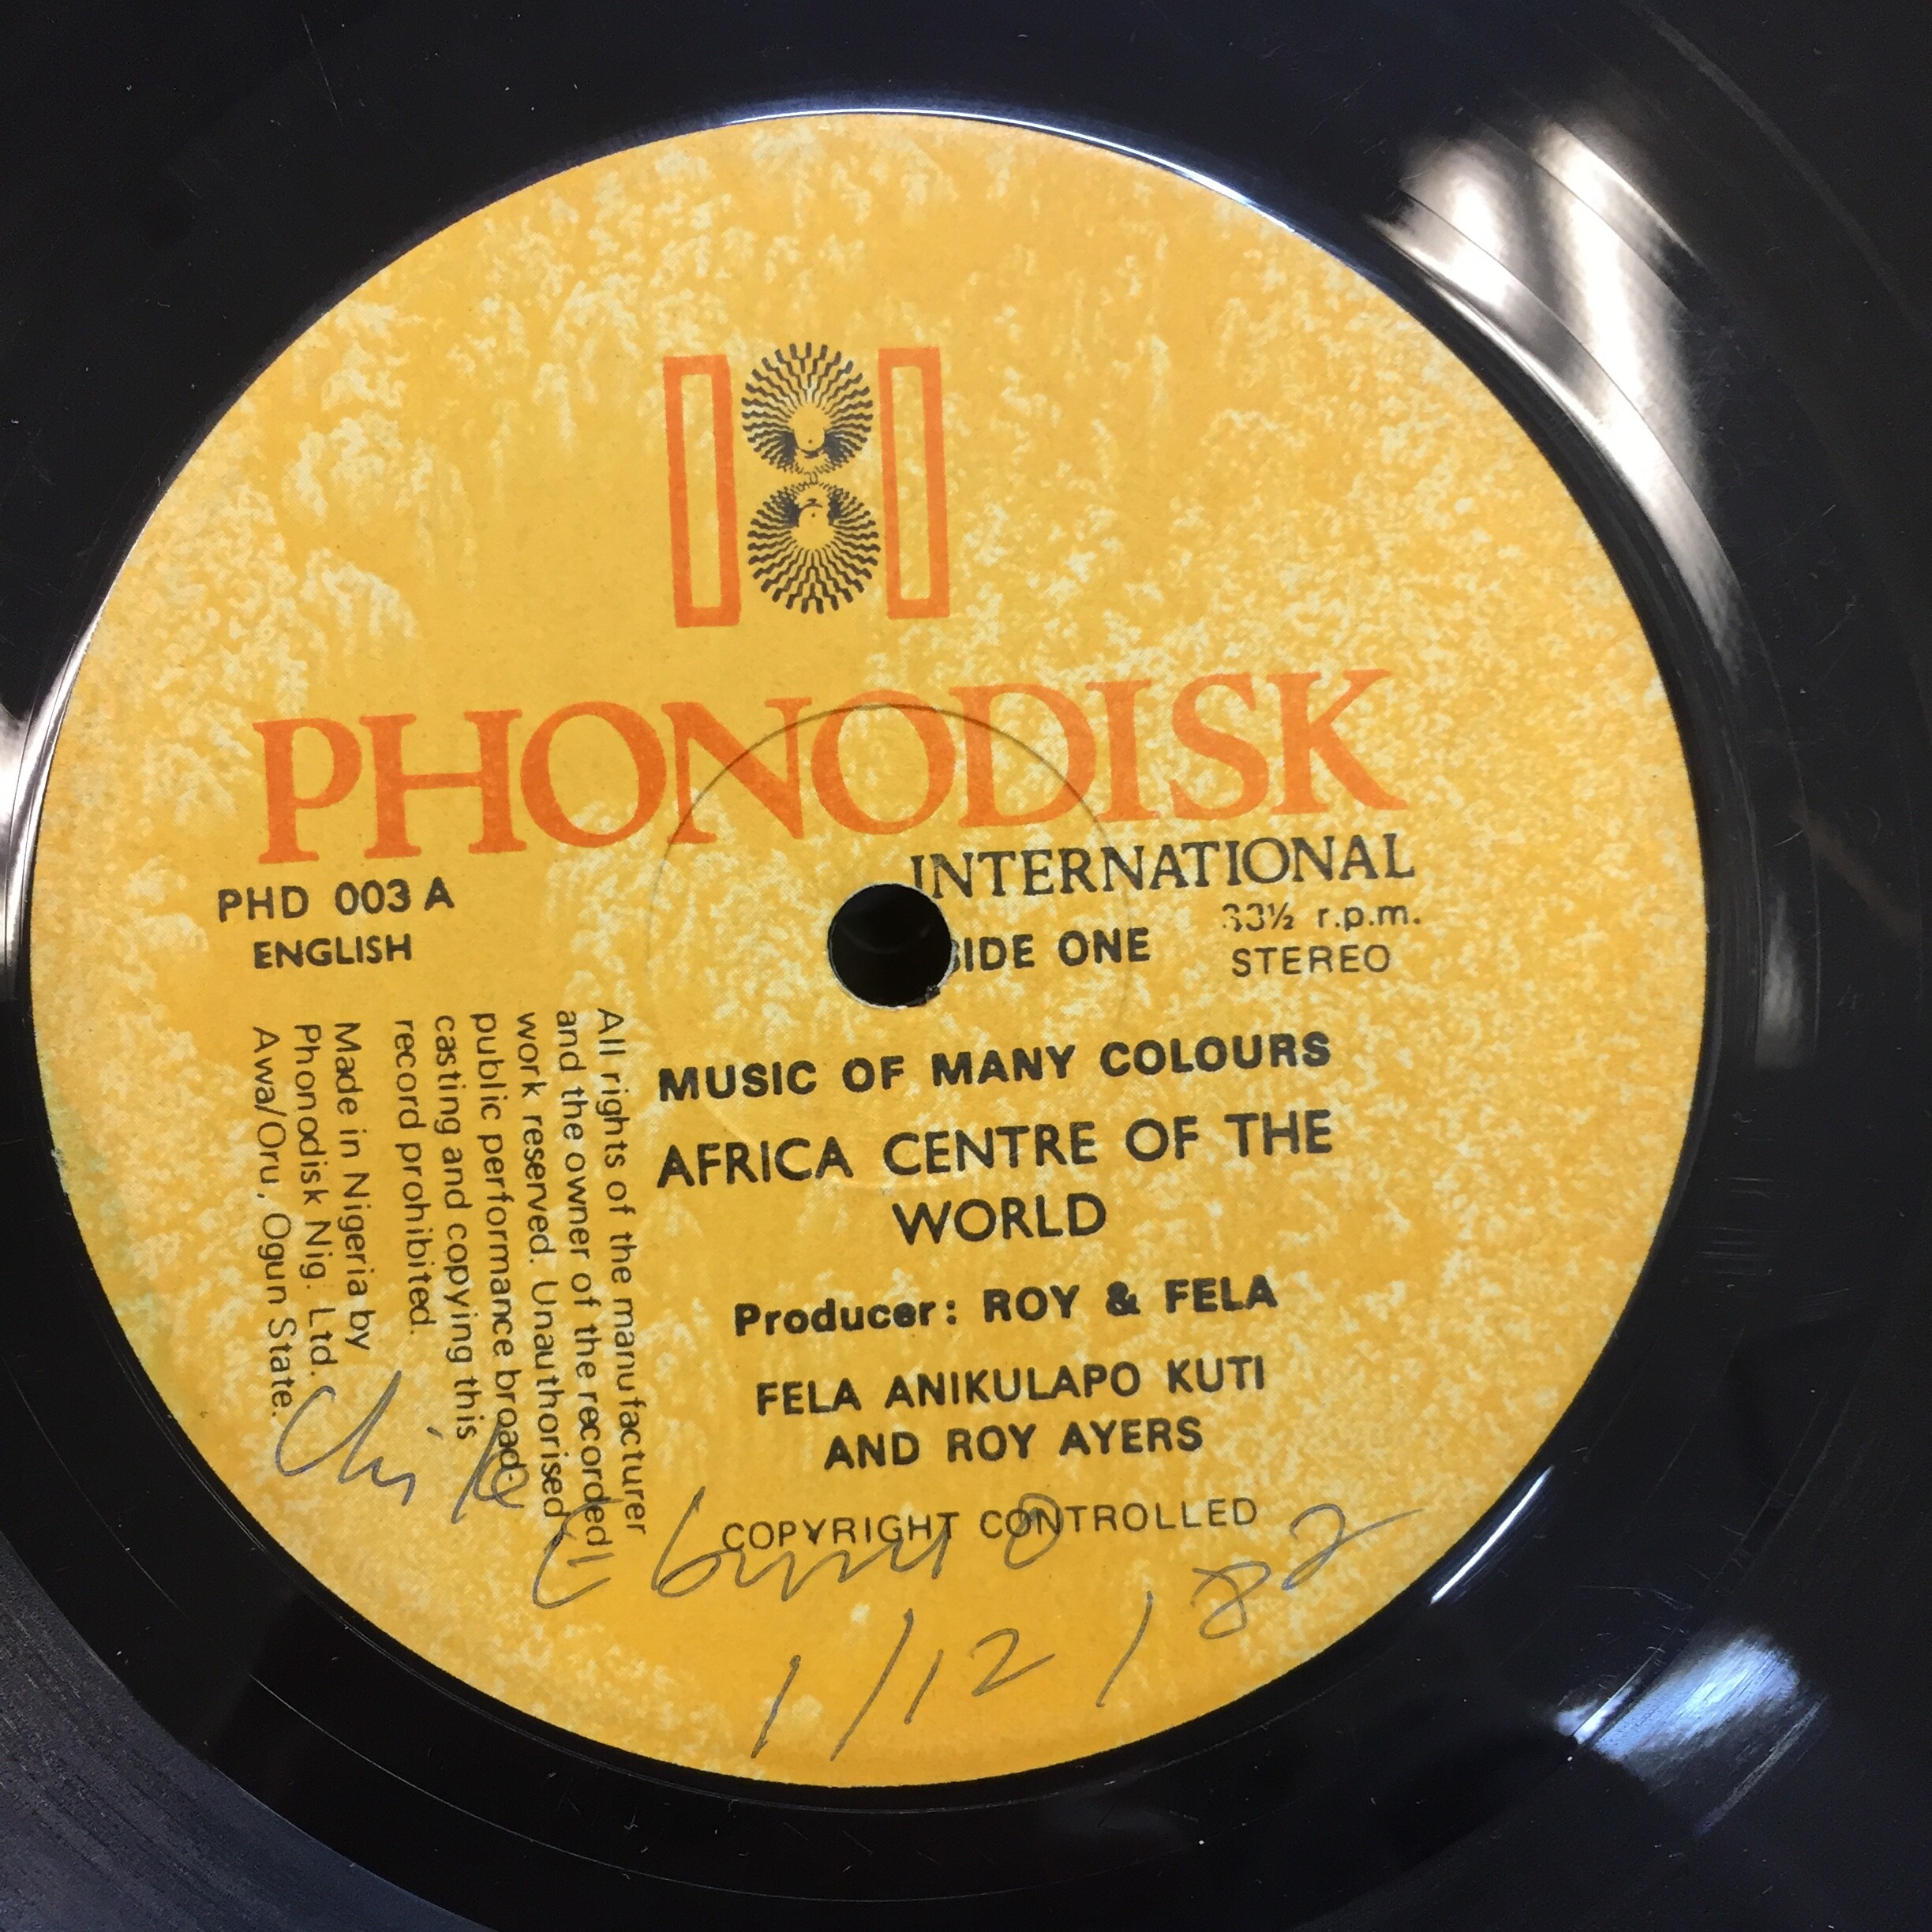 PHONODISK
INTERNATIONAL
PHD 003 A
ENGLISH
SIDE ONE
33⅓ r.p.m.
STEREO
MUSIC OF MANY COLOURS
AFRICA CENTRE OF THE
WORLD
Producer: ROY & FELA
FELA ANIKULAPO KUTI
AND ROY AYERS
COPYRIGHT CONTROLLED
All rights of the manufacturer
and the owner of the recorded
work reserved. Unauthorised
public performance broad-
casting and copying this
record prohibited.
Made in Nigeria by
Phonodisk Nig. Ltd.
Awa/Oru, Ogun State.
1/12/82